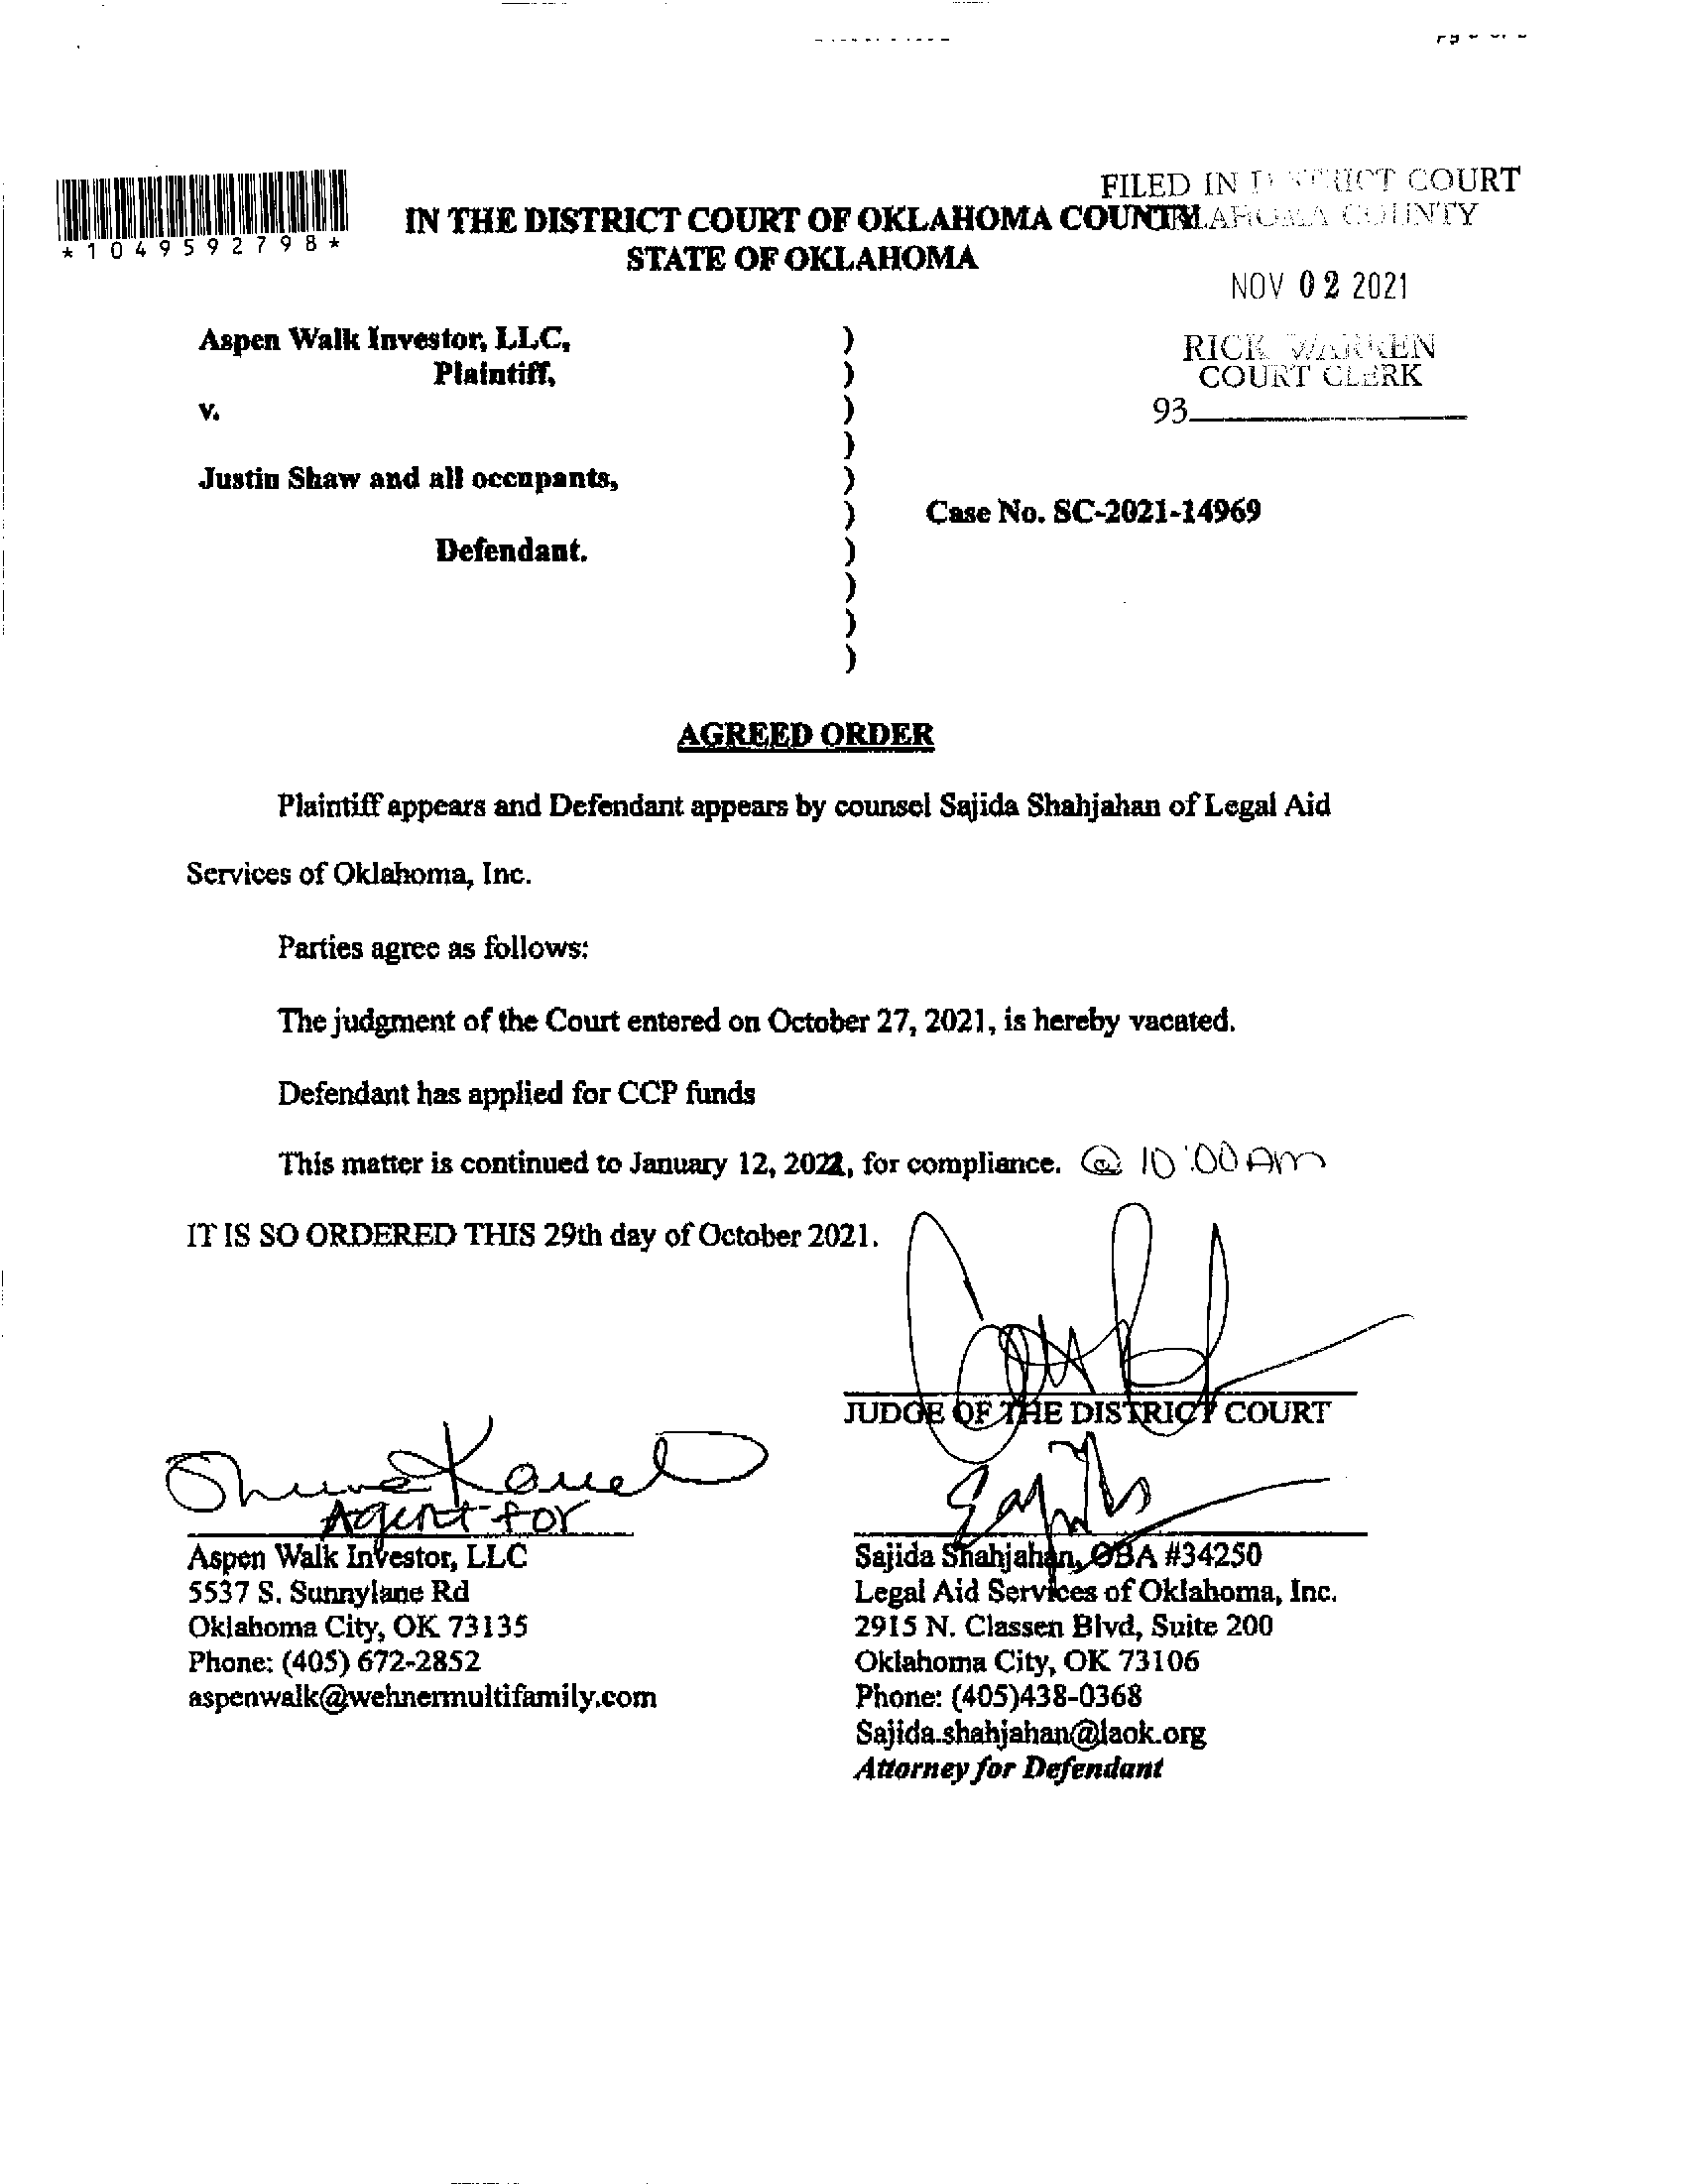 FILED IN DISTRICT COURT
IN THE DISTRICT COURT OF OKLAHOMA COUNTY
OKLAHOMA COUNTY
*1049592798*
STATE OF OKLAHOMA
NOV 02 2021
Aspen Walk Investor, LLC, )
Plaintiff, )
RICK WARREN
COURT CLERK
v. )
93
)
Justin Shaw and all occupants, )
) Case No. SC-2021-14969
Defendant. )
)
)
)
AGREED ORDER
Plaintiff appears and Defendant appears by counsel Sajida Shahjahan of Legal Aid
Services of Oklahoma, Inc.
Parties agree as follows:
The judgment of the Court entered on October 27, 2021, is hereby vacated.
Defendant has applied for CCP funds
This matter is continued to January 12, 2022, for compliance. @ 10:00 Am
IT IS SO ORDERED THIS 29th day of October 2021.
JUDGE OF THE DISTRICT COURT
Agent for
Aspen Walk Investor, LLC
5537 S. Sunnylane Rd
Oklahoma City, OK 73135
Phone: (405) 672-2852
aspenwalk@wehnermultifamily.com
Sajida Shahjahan, OBA #34250
Legal Aid Services of Oklahoma, Inc.
2915 N. Classen Blvd, Suite 200
Oklahoma City, OK 73106
Phone: (405)438-0368
Sajida.shahjahan@laok.org
Attorney for Defendant